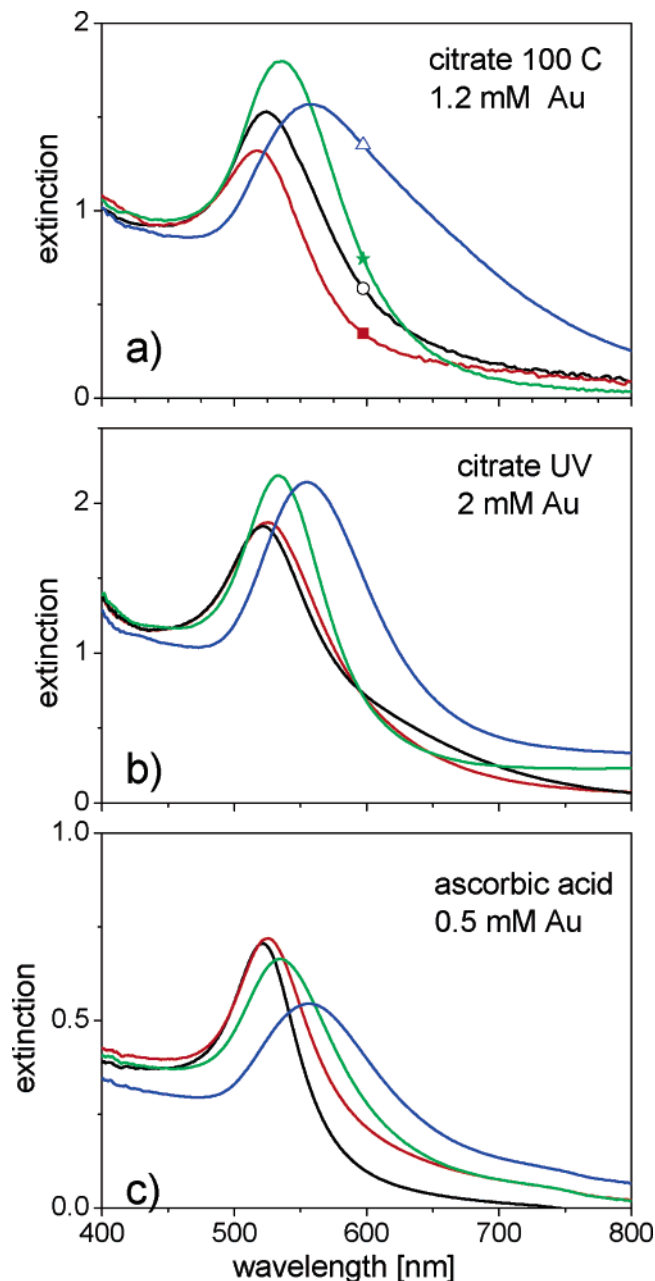 2
citrate 100 C
1.2 mM Au
extinction
1
a)
0
2
citrate UV
2 mM Au
extinction
1
b)
0
1.0
ascorbic acid
0.5 mM Au
extinction
0.5
c)
0.0
400 500 600 700 800
wavelength [nm]